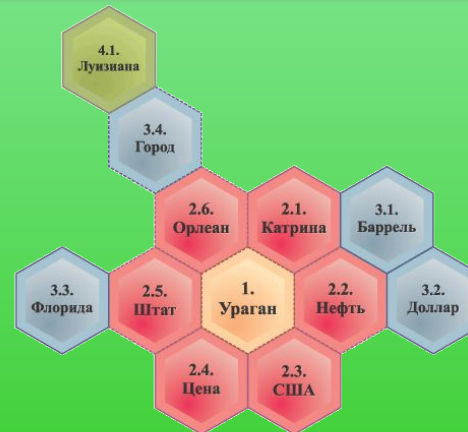 4.1.
Луизиана
3.4.
Город
2.6.
Орлеан
2.1.
Катрина
3.1.
Баррель
3.3.
Флорида
2.5.
Штат
1.
Ураган
2.2.
Нефть
3.2.
Доллар
2.4.
Цена
2.3.
США